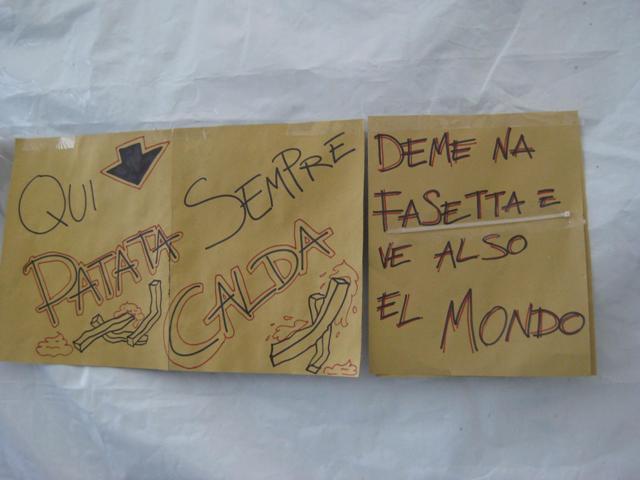 QUI
SEMPRE
PATATA
CALDA
DEME NA
FASETTA E
VE ALSO
EL MONDO